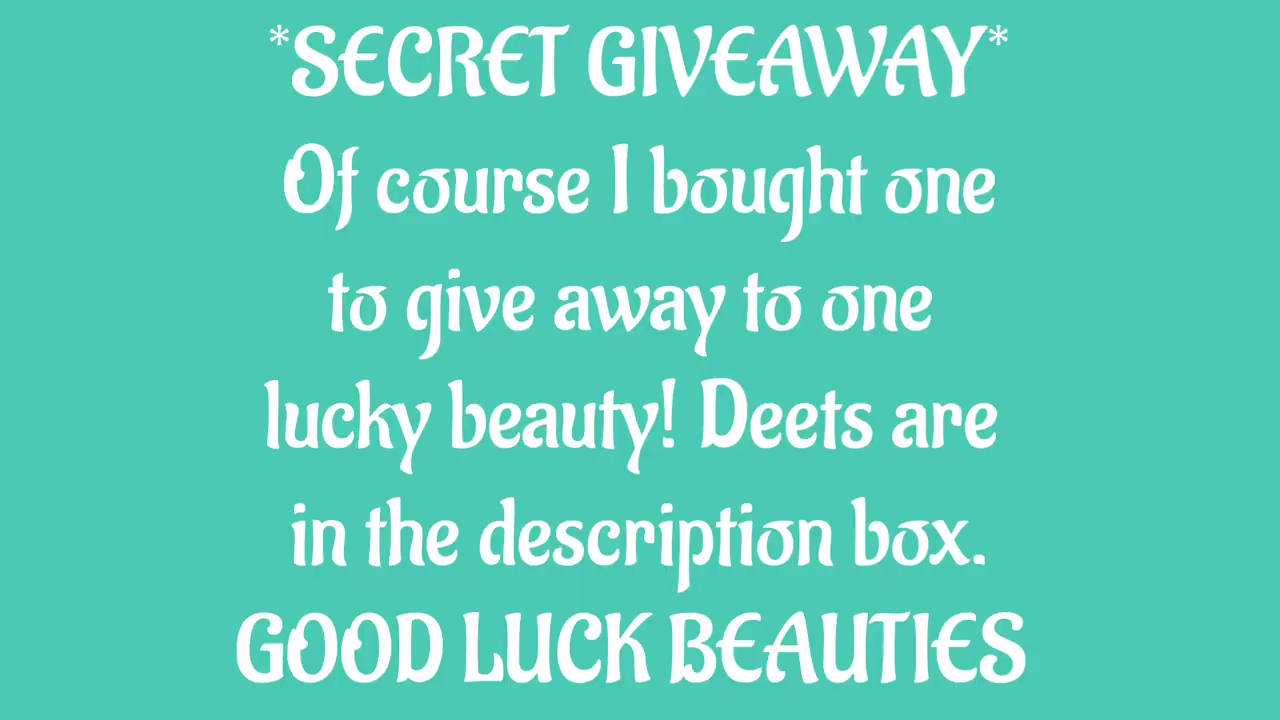 *SECRET GIVEAWAY*
Of course I bought one
to give away to one
lucky beauty! Deets are
in the description box.
GOOD LUCK BEAUTIES